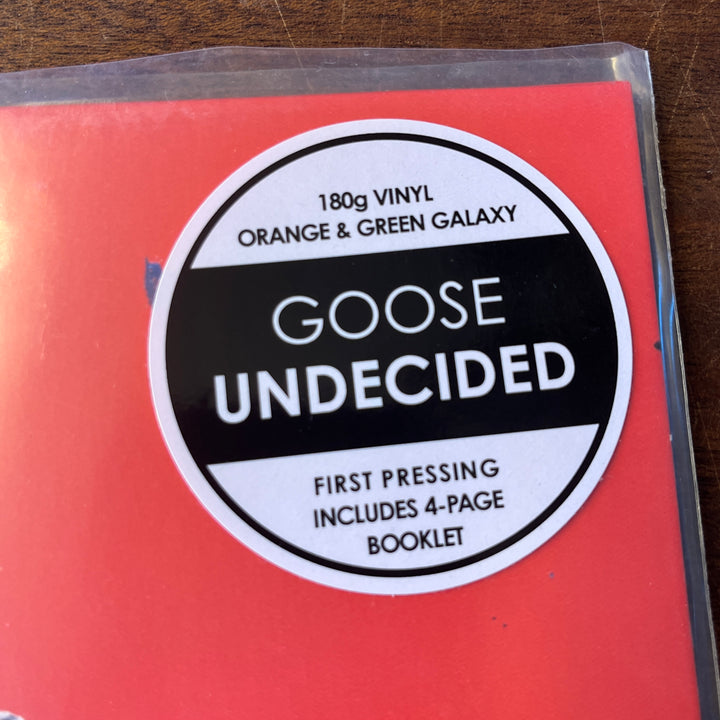 180g VINYL
ORANGE & GREEN GALAXY
GOOSE
UNDECIDED
FIRST PRESSING
INCLUDES 4-PAGE
BOOKLET